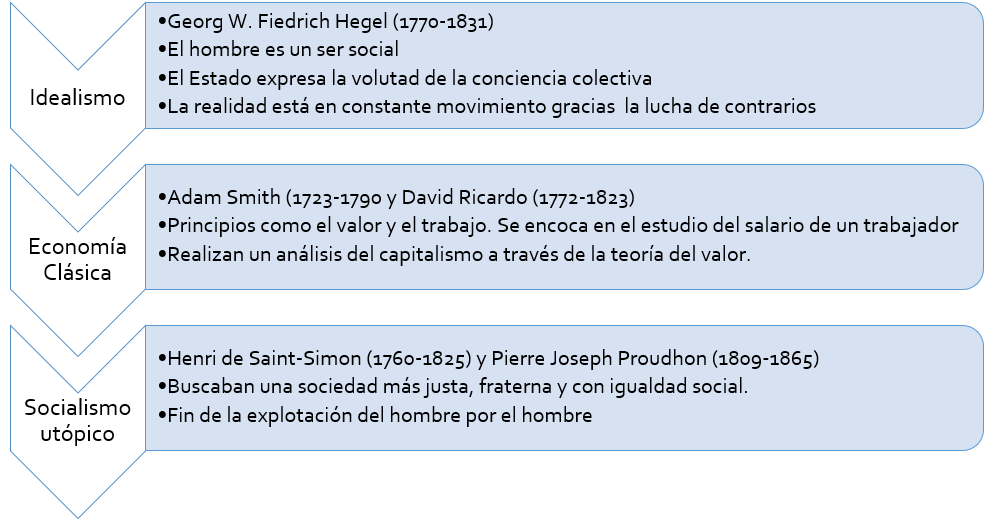 Idealismo
•Georg W. Fiedrich Hegel (1770-1831)
•El hombre es un ser social
•El Estado expresa la volutad de la conciencia colectiva
•La realidad está en constante movimiento gracias  la lucha de contrarios
Economía
Clásica
•Adam Smith (1723-1790 y David Ricardo (1772-1823)
•Principios como el valor y el trabajo. Se encoca en el estudio del salario de un trabajador
•Realizan un análisis del capitalismo a través de la teoría del valor.
Socialismo
utópico
•Henri de Saint-Simon (1760-1825) y Pierre Joseph Proudhon (1809-1865)
•Buscaban una sociedad más justa, fraterna y con igualdad social.
•Fin de la explotación del hombre por el hombre